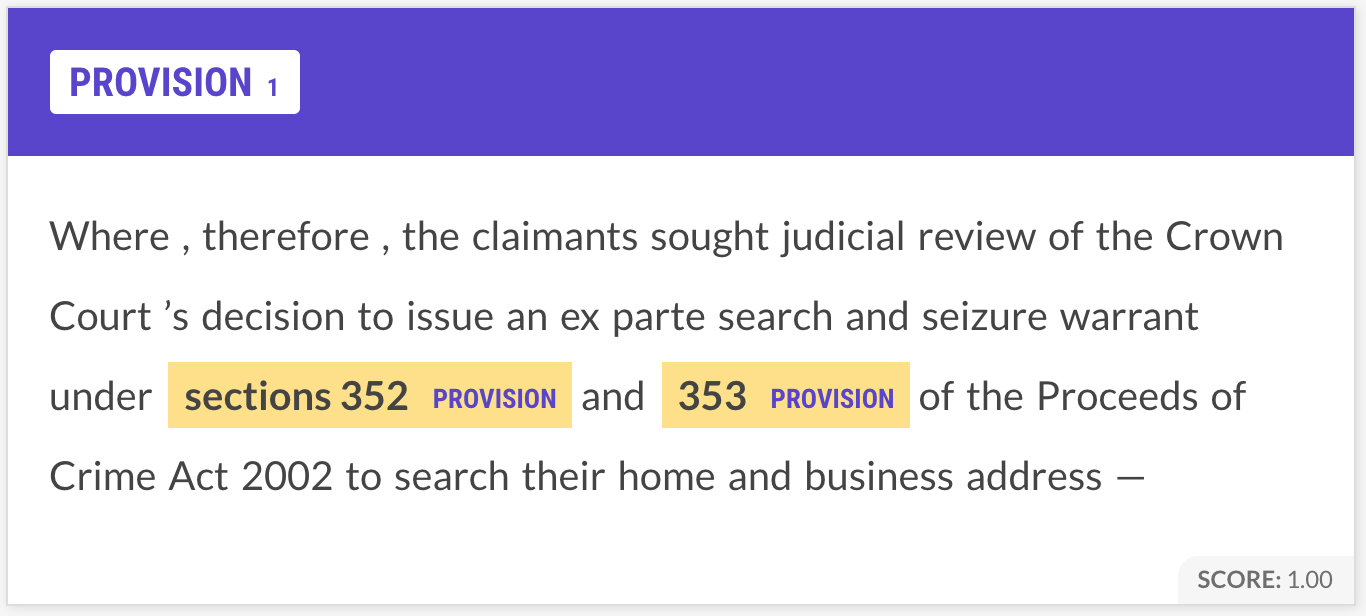 PROVISION 1
Where , therefore , the claimants sought judicial review of the Crown
Court ’s decision to issue an ex parte search and seizure warrant
under sections 352 PROVISION and 353 PROVISION of the Proceeds of
Crime Act 2002 to search their home and business address —
SCORE: 1.00